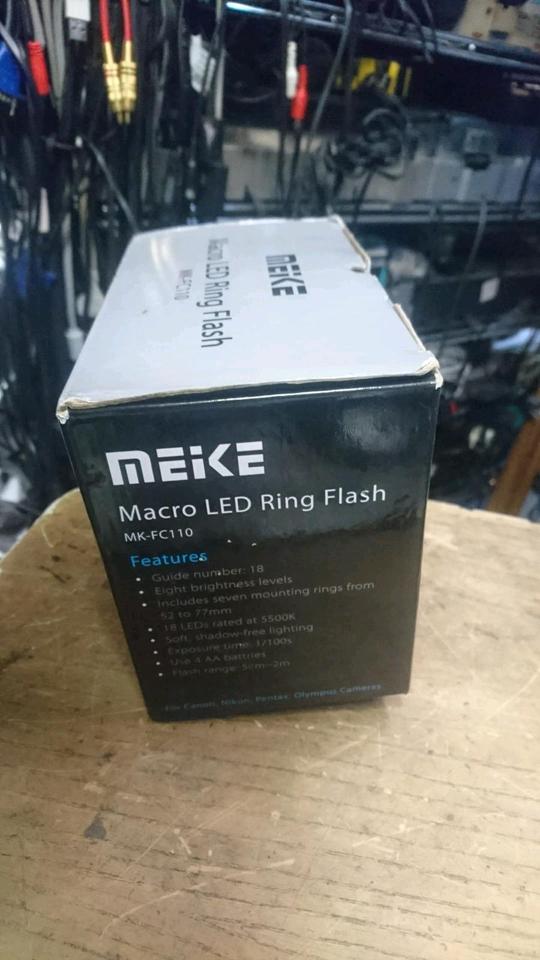 MEiKE
Macro LED Ring Flash
MK-FC110
MEiKE
Macro LED Ring Flash
MK-FC110
Features
• Guide number: 18
• Eight brightness levels
• Includes seven mounting rings from
52 to 77mm
• 18 LEDs rated at 5500K
• Soft, shadow-free lighting
• Exposure time: 1/100s
• Use 4 AA battries
• Flash range: 5cm~2m
For Canon, Nikon, Pentax, Olympus Cameras